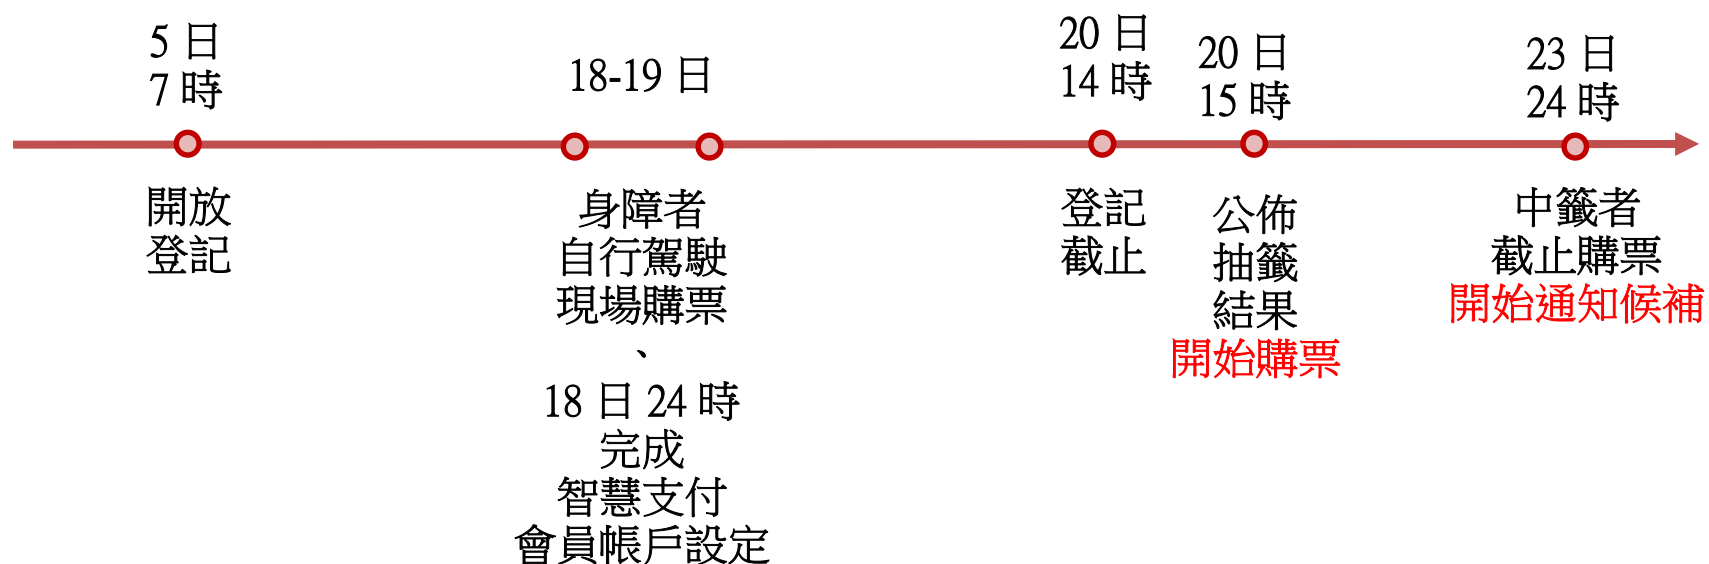 5 日
7 時
開放
登記
18-19 日
身障者
自行駕駛
現場購票
、
18 日 24 時
完成
智慧支付
會員帳戶設定
20 日
14 時
登記
截止
20 日
15 時
公佈
抽籤
結果
開始購票
23 日
24 時
中籤者
截止購票
開始通知候補